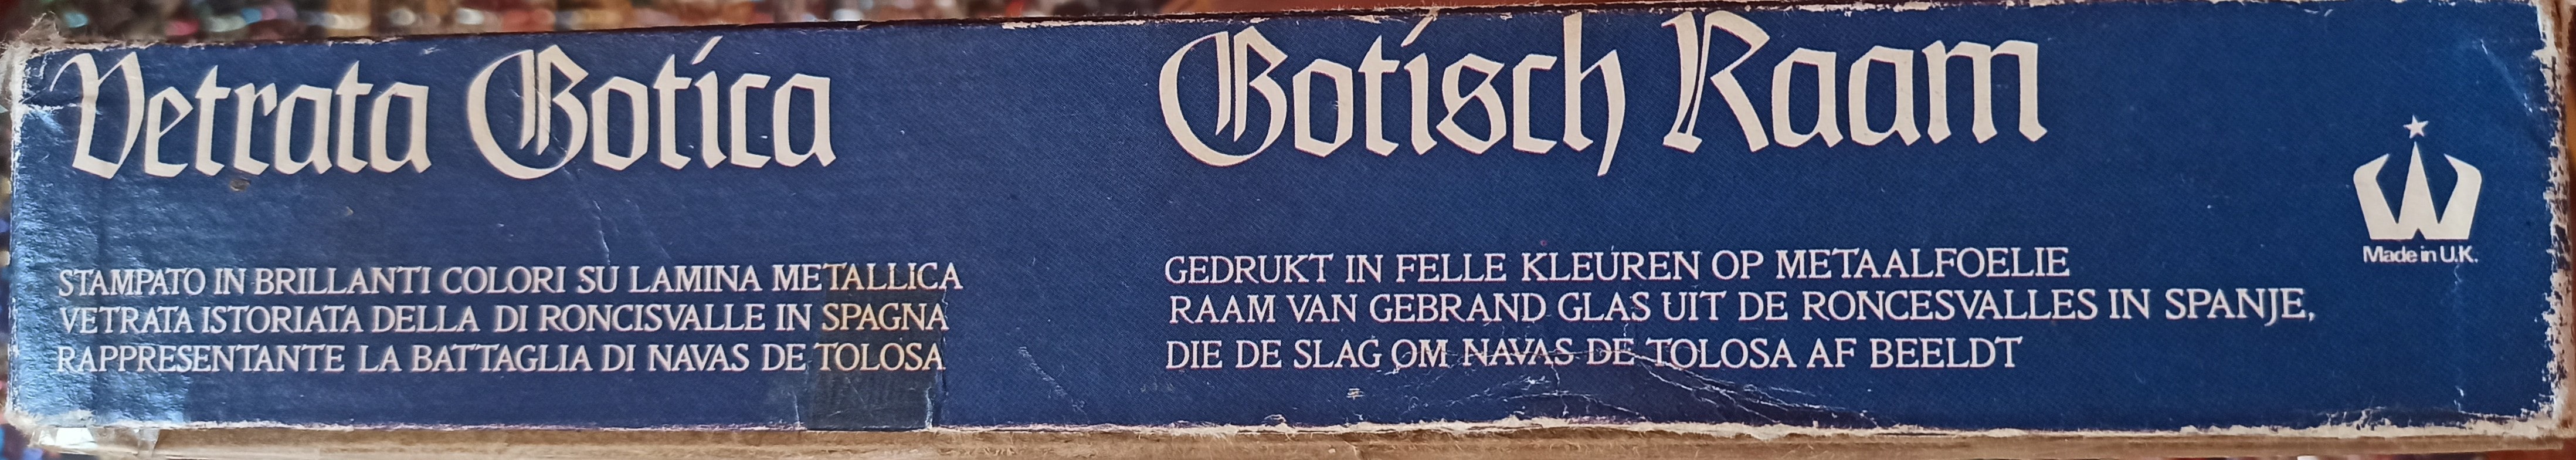 Vetrata Gotica
STAMPATO IN BRILLANTI COLORI SU LAMINA METALLICA
VETRATA ISTORIATA DELLA DI RONCISVALLE IN SPAGNA
RAPPRESENTANTE LA BATTAGLIA DI NAVAS DE TOLOSA
Gotisch Raam
GEDRUKT IN FELLE KLEUREN OP METAALFOELIE
RAAM VAN GEBRAND GLAS UIT DE RONCESVALLES IN SPANJE,
DIE DE SLAG OM NAVAS DE TOLOSA AF BEELDT
Made in U.K.